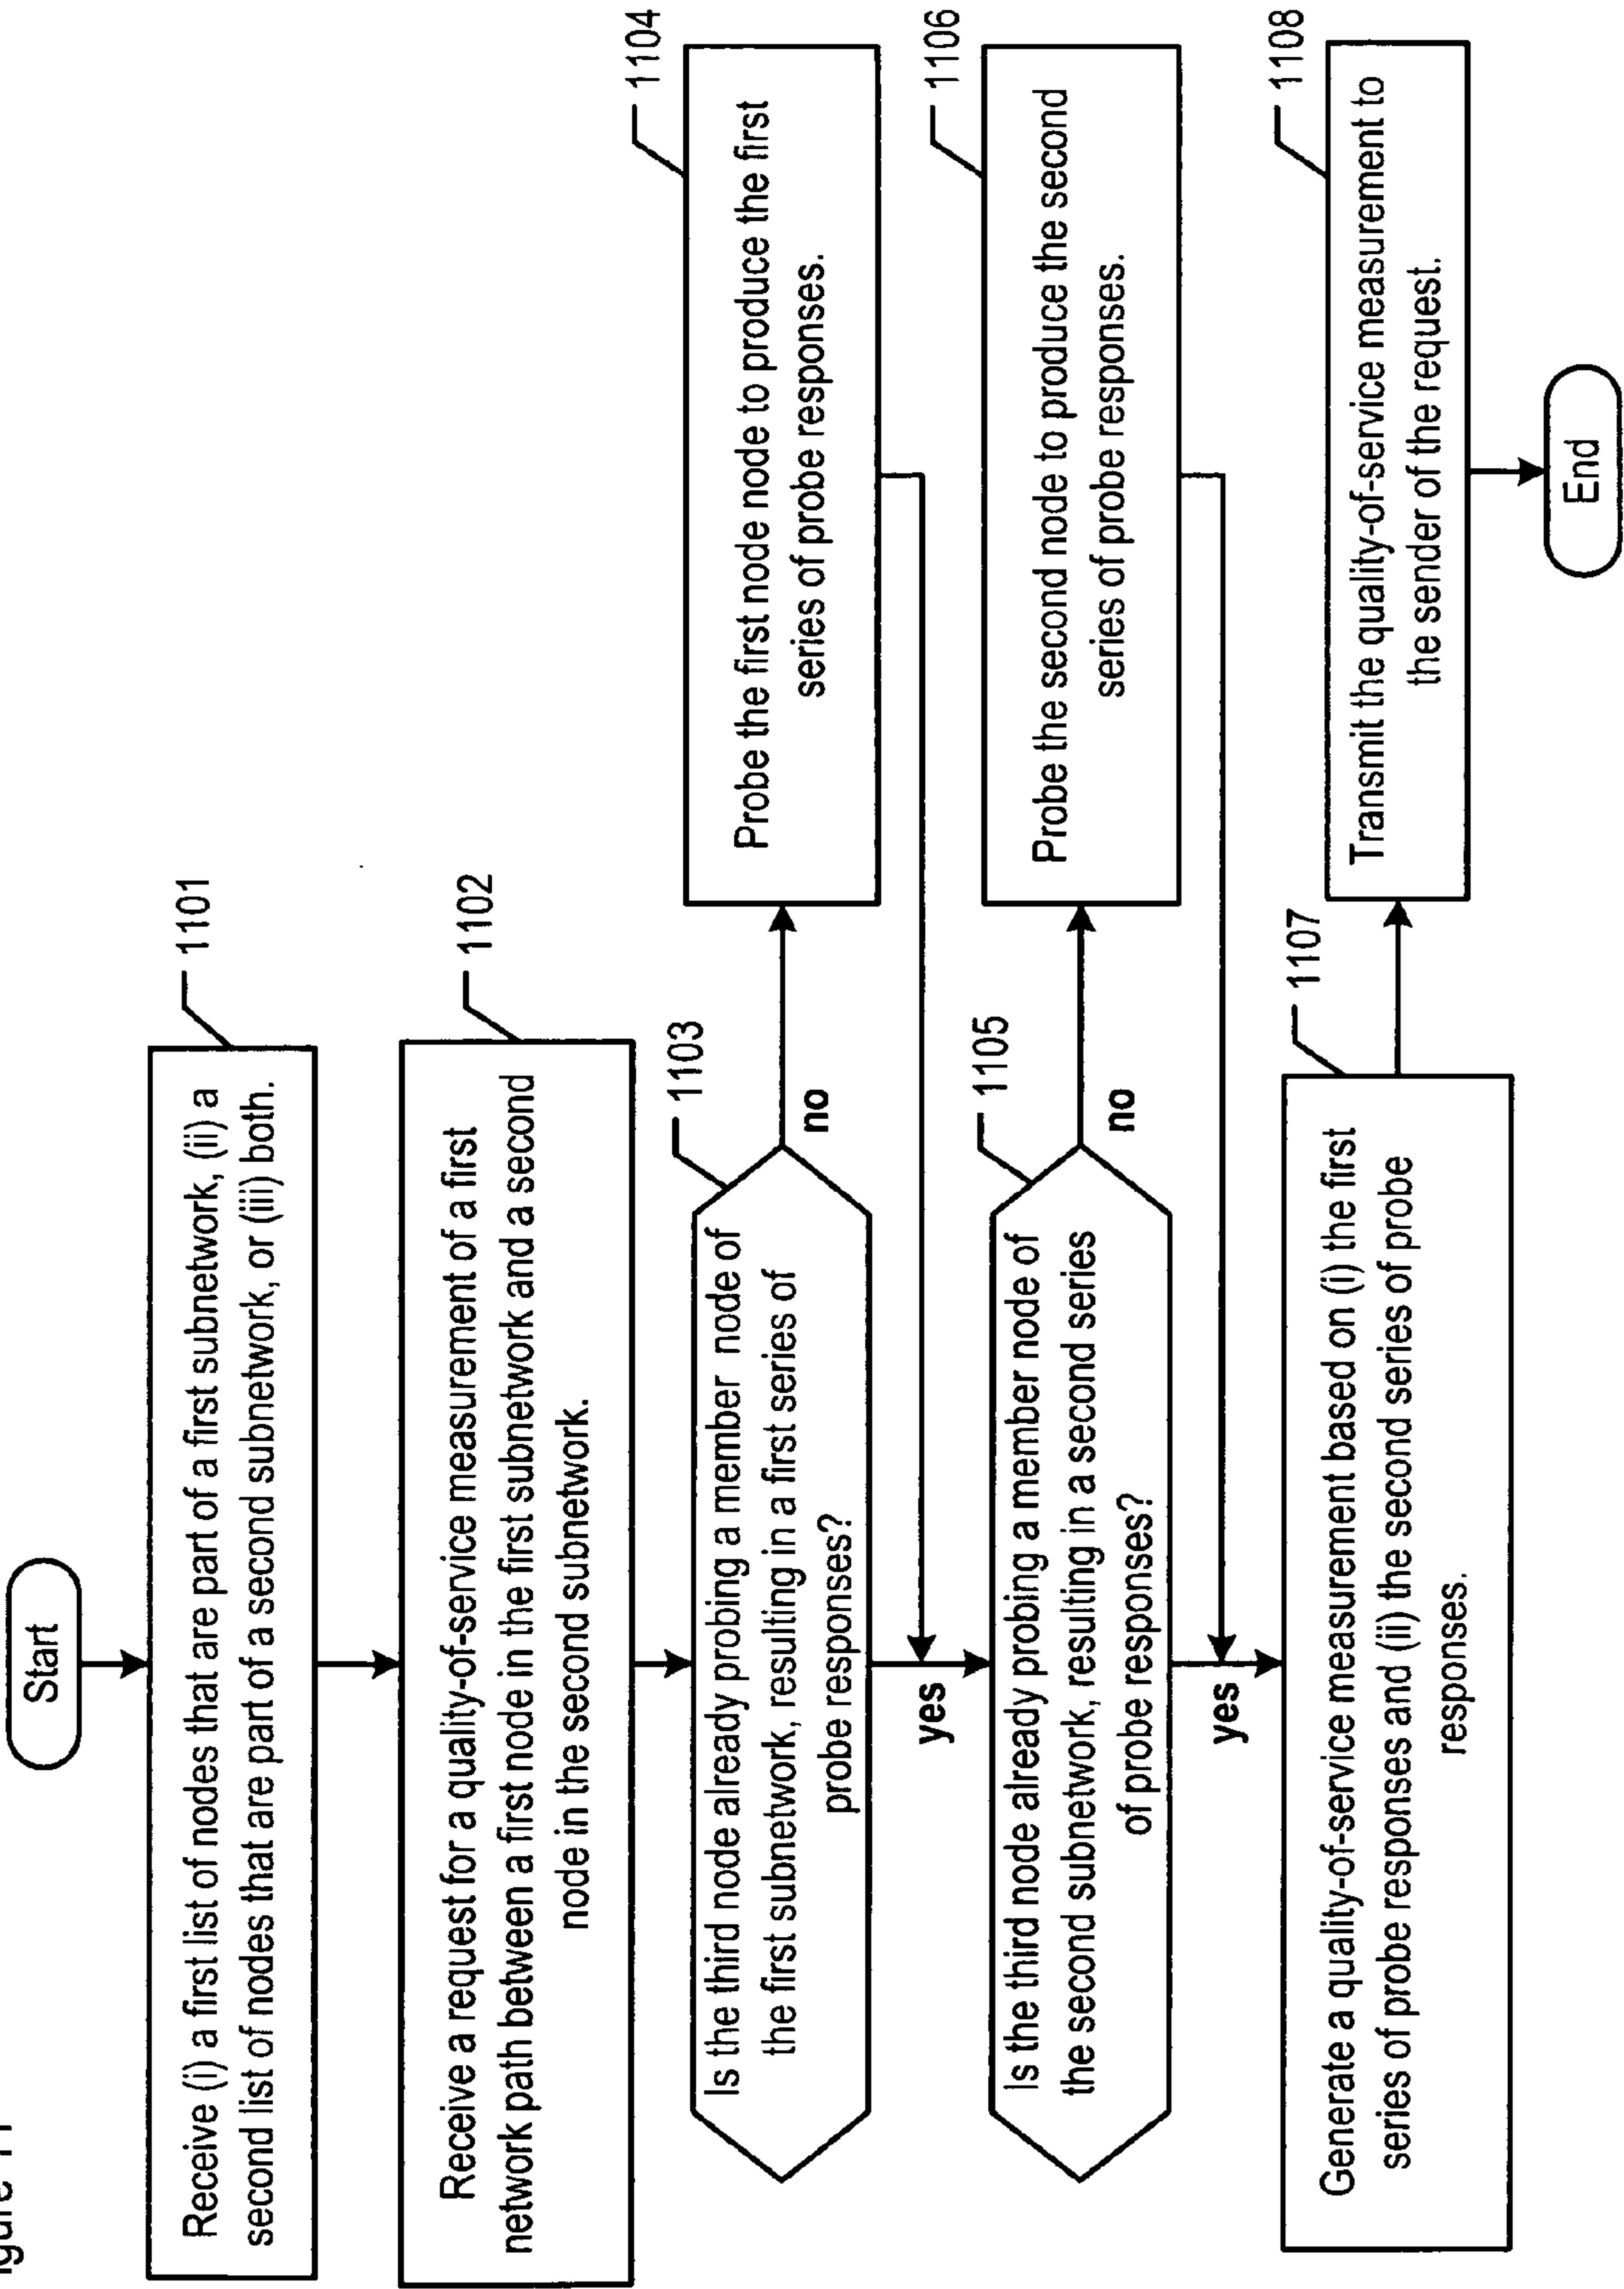 Start
1101
Receive (i) a first list of nodes that are part of a first subnetwork, (ii) a
second list of nodes that are part of a second subnetwork, or (iii) both.
1102
Receive a request for a quality-of-service measurement of a first
network path between a first node in the first subnetwork and a second
node in the second subnetwork.
1103
Is the third node already probing a member node of
the first subnetwork, resulting in a first series of
probe responses?
no
1104
Probe the first node node to produce the first
series of probe responses.
yes
1105
Is the third node already probing a member node of
the second subnetwork, resulting in a second series
of probe responses?
no
1106
Probe the second node to produce the second
series of probe responses.
yes
1107
Generate a quality-of-service measurement based on (i) the first
series of probe responses and (ii) the second series of probe
responses.
1108
Transmit the quality-of-service measurement to
the sender of the request.
End